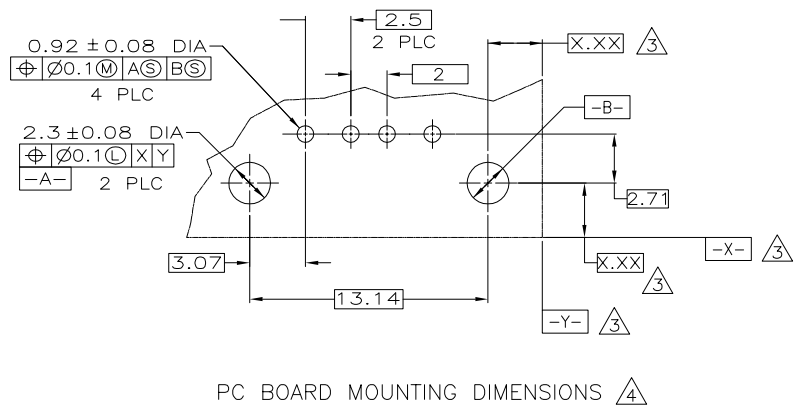 2.5
2 PLC
X.XX 3
0.92 ±0.08 DIA
⌖ Ø0.1Ⓜ AⓈ BⓈ
4 PLC
2
-B-
2.3±0.08 DIA
⌖ Ø0.1Ⓛ X Y
-A- 2 PLC
2.71
-X- 3
3.07
X.XX
3
13.14
-Y- 3
PC BOARD MOUNTING DIMENSIONS 4